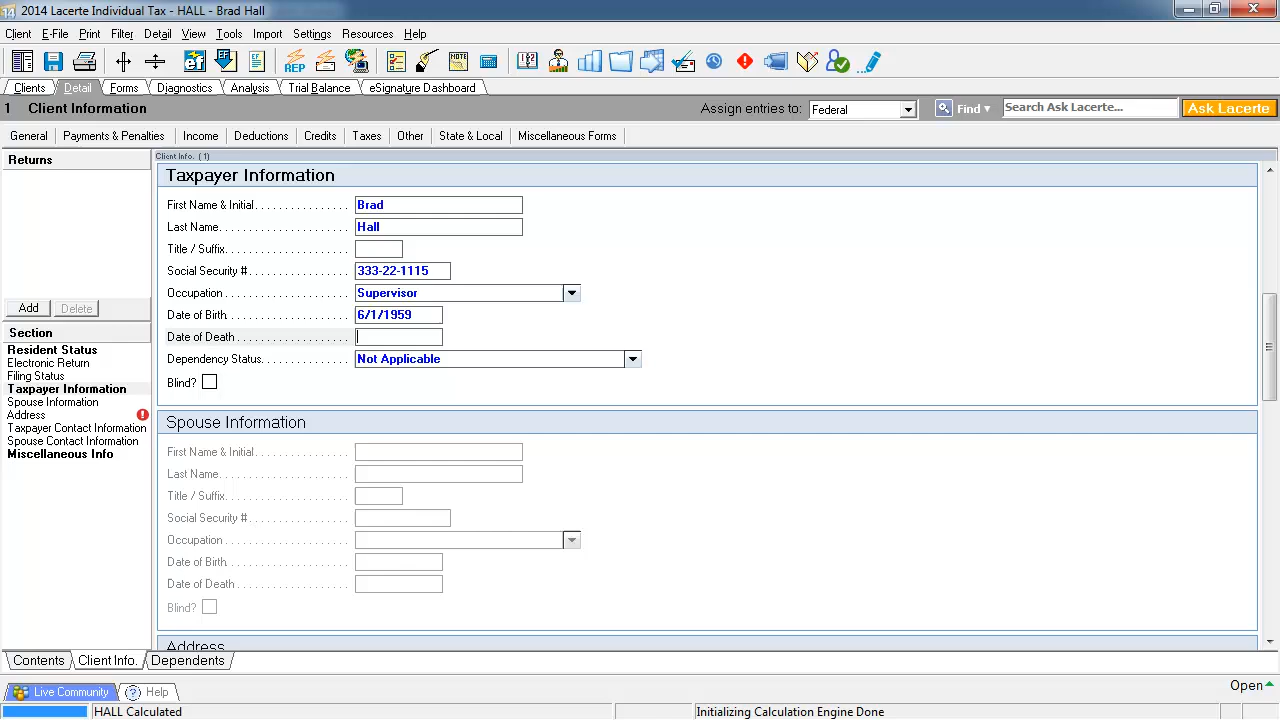 14 2014 Lacerte Individual Tax - HALL - Brad Hall
Client E-File Print Filter Detail View Tools Import Settings Resources Help
ef EF REP NOTE
Clients Detail Forms Diagnostics Analysis Trial Balance eSignature Dashboard
1 Client Information Assign entries to: Federal Find Search Ask Lacerte... Ask Lacerte
General Payments & Penalties Income Deductions Credits Taxes Other State & Local Miscellaneous Forms
Returns
Add Delete
Section
Resident Status
Electronic Return
Filing Status
Taxpayer Information
Spouse Information
Address
Taxpayer Contact Information
Spouse Contact Information
Miscellaneous Info
Client Info. (1)
Taxpayer Information
First Name & Initial Brad
Last Name Hall
Title / Suffix
Social Security # 333-22-1115
Occupation Supervisor
Date of Birth 6/1/1959
Date of Death
Dependency Status Not Applicable
Blind?
Spouse Information
First Name & Initial
Last Name
Title / Suffix
Social Security #
Occupation
Date of Birth
Date of Death
Blind?
Address
Contents Client Info. Dependents
Live Community Help Open
HALL Calculated Initializing Calculation Engine Done